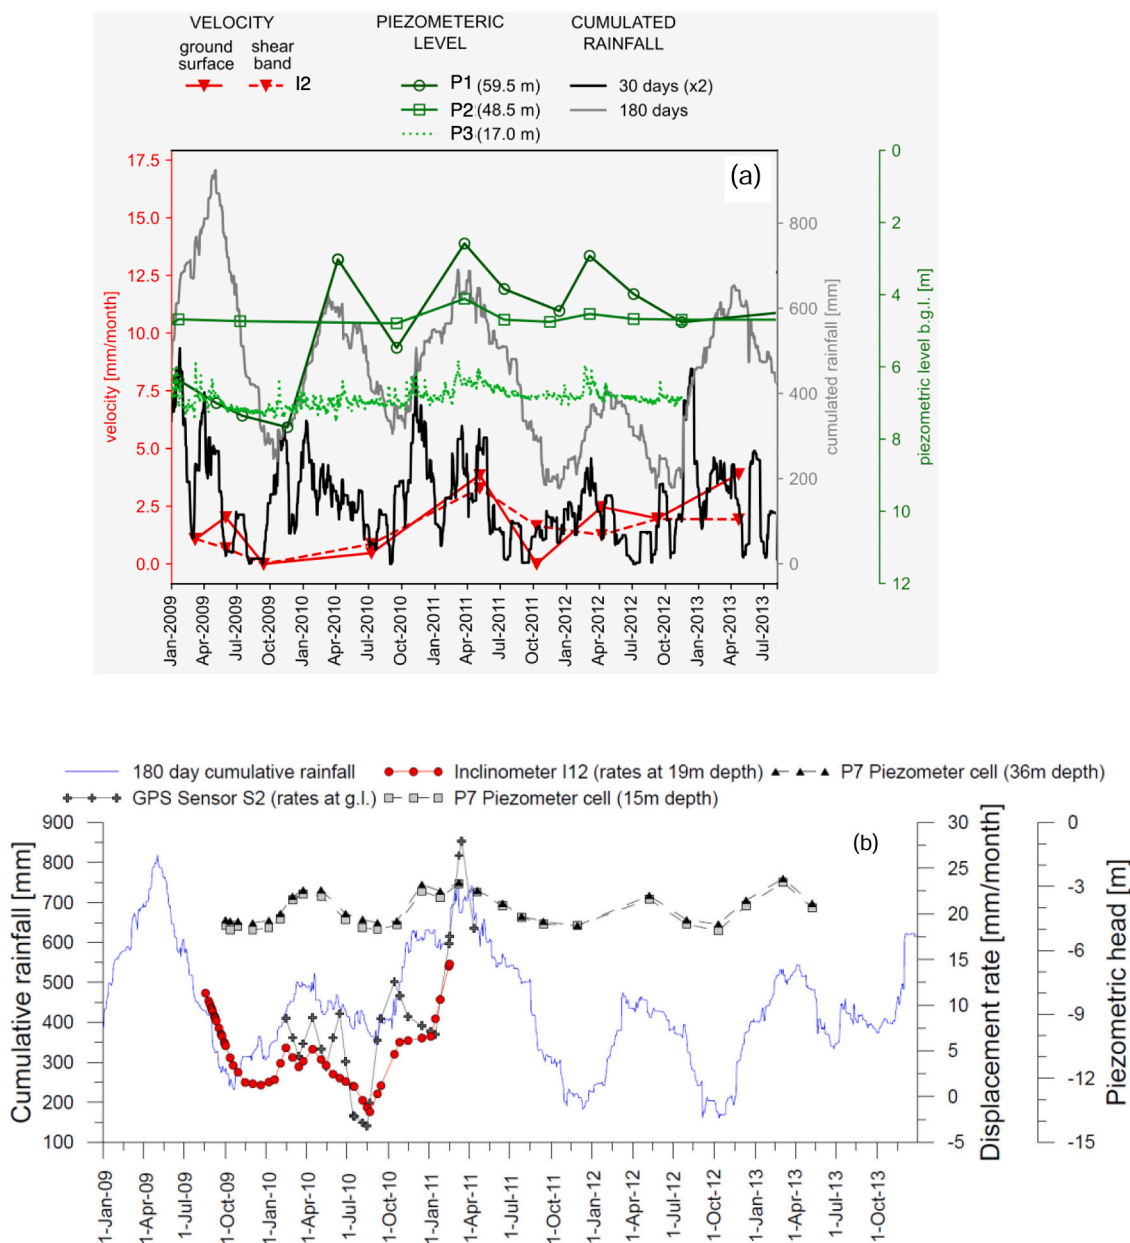 VELOCITY PIEZOMETERIC LEVEL CUMULATED RAINFALL
ground surface shear band
I2
P1 (59.5 m) 30 days (x2)
P2 (48.5 m) 180 days
P3 (17.0 m)
(a)
velocity [mm/month]
17.5
15.0
12.5
10.0
7.5
5.0
2.5
0.0
800
600
400
200
0
cumulated rainfall [mm]
0
2
4
6
8
10
12
piezometric level b.g.l. [m]
Jan-2009 Apr-2009 Jul-2009 Oct-2009 Jan-2010 Apr-2010 Jul-2010 Oct-2010 Jan-2011 Apr-2011 Jul-2011 Oct-2011 Jan-2012 Apr-2012 Jul-2012 Oct-2012 Jan-2013 Apr-2013 Jul-2013
180 day cumulative rainfall Inclinometer I12 (rates at 19m depth) P7 Piezometer cell (36m depth)
GPS Sensor S2 (rates at g.l.) P7 Piezometer cell (15m depth)
(b)
Cumulative rainfall [mm]
900
800
700
600
500
400
300
200
100
30
25
20
15
10
5
0
-5
Displacement rate [mm/month]
0
-3
-6
-9
-12
-15
Piezometric head [m]
1-Jan-09 1-Apr-09 1-Jul-09 1-Oct-09 1-Jan-10 1-Apr-10 1-Jul-10 1-Oct-10 1-Jan-11 1-Apr-11 1-Jul-11 1-Oct-11 1-Jan-12 1-Apr-12 1-Jul-12 1-Oct-12 1-Jan-13 1-Apr-13 1-Jul-13 1-Oct-13